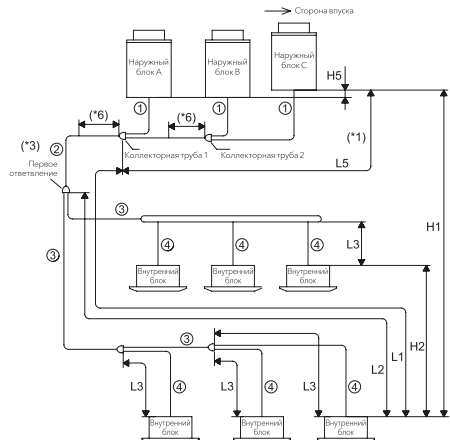 Сторона впуска
Наружный
блок A
Наружный
блок B
Наружный
блок C
H5
(*6)
(*6)
①
①
①
(*1)
(*3)
②
Коллекторная труба 1
Коллекторная труба 2
Первое
ответвление
L5
H1
③
④
④
④
L3
③
Внутренний
блок
Внутренний
блок
Внутренний
блок
③
L3
④
L3
④
L3
④
L2
L1
H2
Внутренний
блок
Внутренний
блок
Внутренний
блок